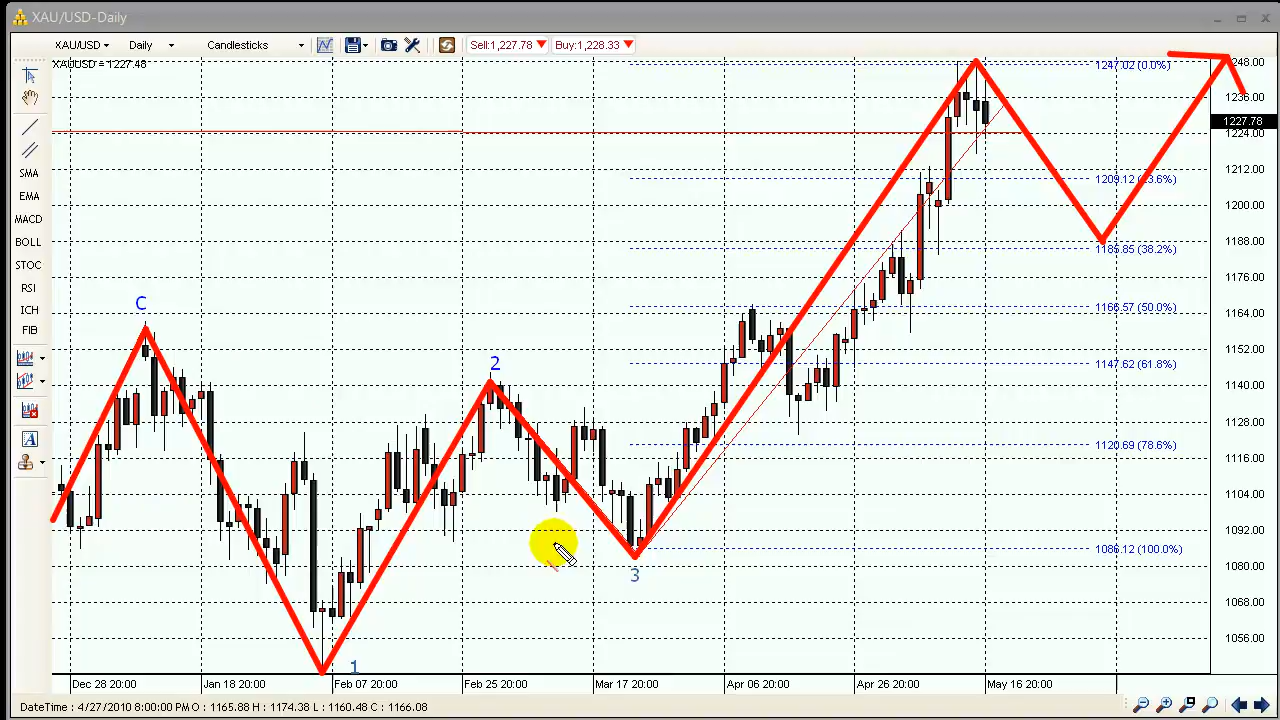 XAU/USD-Daily
XAU/USD Daily Candlesticks Sell:1,227.78 Buy:1,228.33
XAUUSD = 1227.48
SMA
EMA
MACD
BOLL
STOC
RSI
ICH
FIB
A
C
1
2
3
1247.02 (0.0%)
1209.12 (23.6%)
1185.85 (38.2%)
1166.57 (50.0%)
1147.62 (61.8%)
1120.69 (78.6%)
1086.12 (100.0%)
1248.00
1236.00
1227.78
1224.00
1212.00
1200.00
1188.00
1176.00
1164.00
1152.00
1140.00
1128.00
1116.00
1104.00
1092.00
1080.00
1068.00
1056.00
Dec 28 20:00 Jan 18 20:00 Feb 07 20:00 Feb 25 20:00 Mar 17 20:00 Apr 06 20:00 Apr 26 20:00 May 16 20:00
DateTime : 4/27/2010 8:00:00 PM O : 1165.88 H : 1174.38 L : 1160.48 C : 1166.08